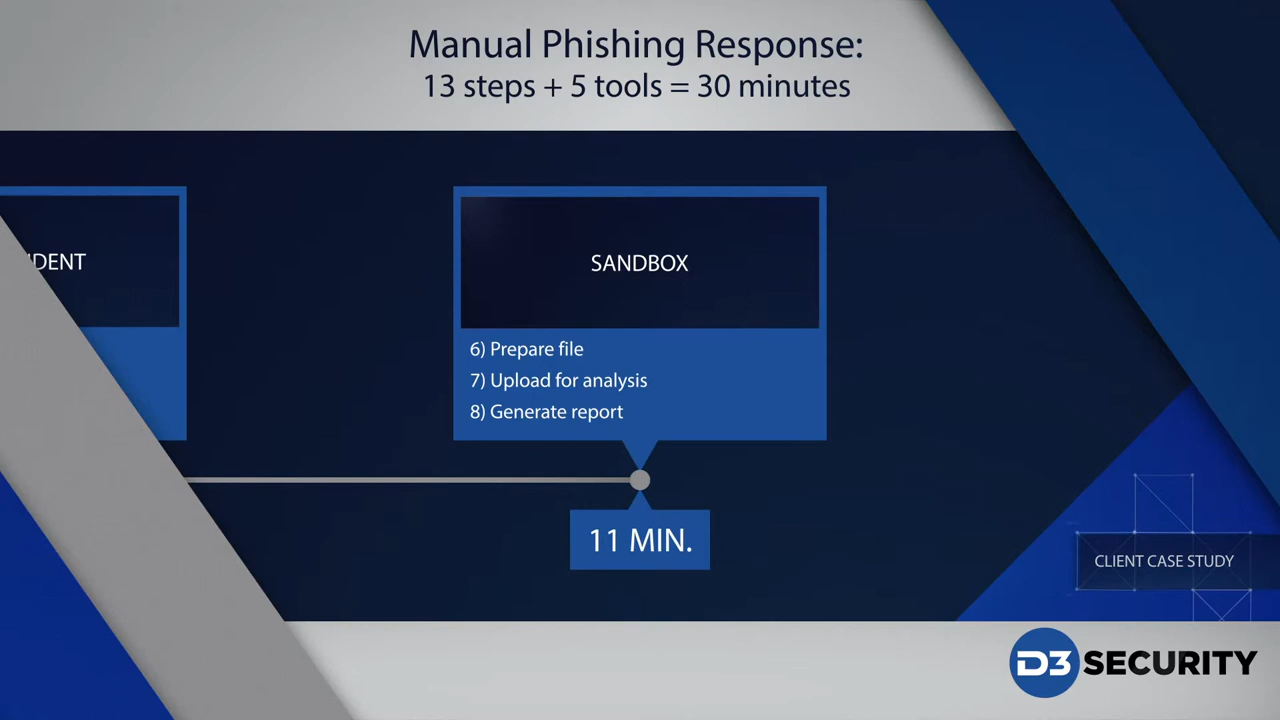 Manual Phishing Response:
13 steps + 5 tools = 30 minutes
SANDBOX
6) Prepare file
7) Upload for analysis
8) Generate report
11 MIN.
CLIENT CASE STUDY
D3 SECURITY